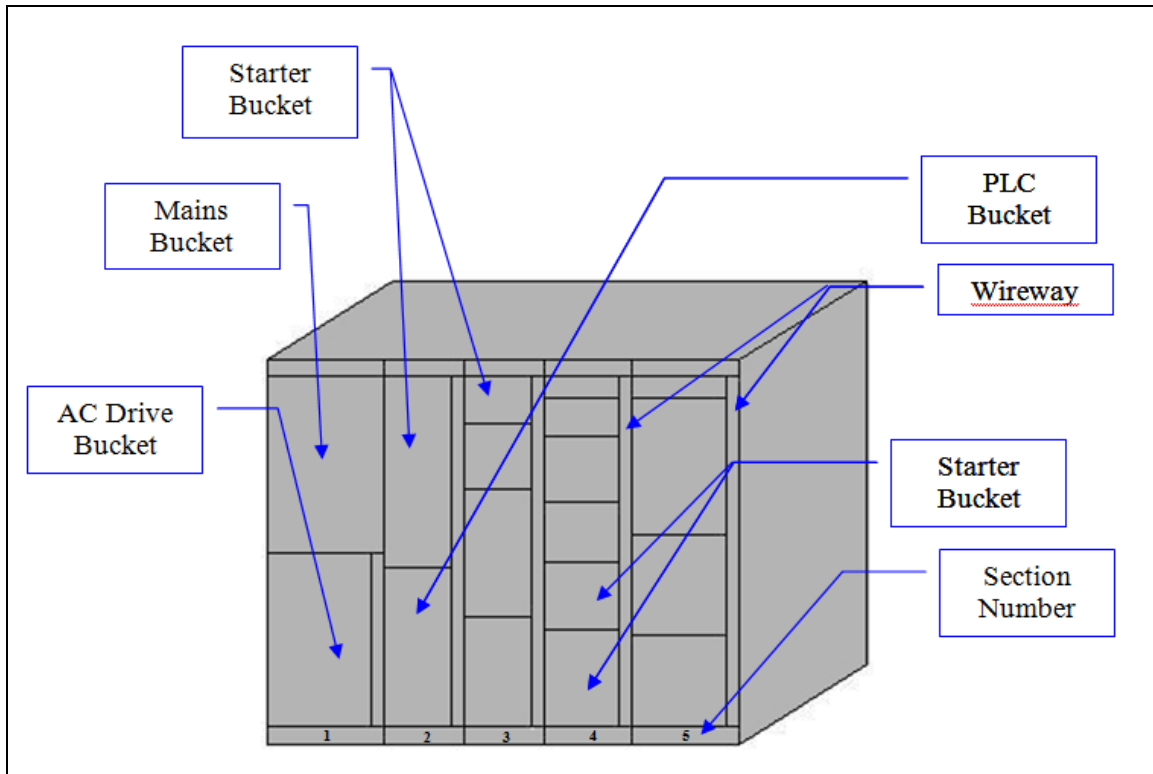 Starter
Bucket
Mains
Bucket
PLC
Bucket
Wireway
AC Drive
Bucket
Starter
Bucket
Section
Number
1 2 3 4 5